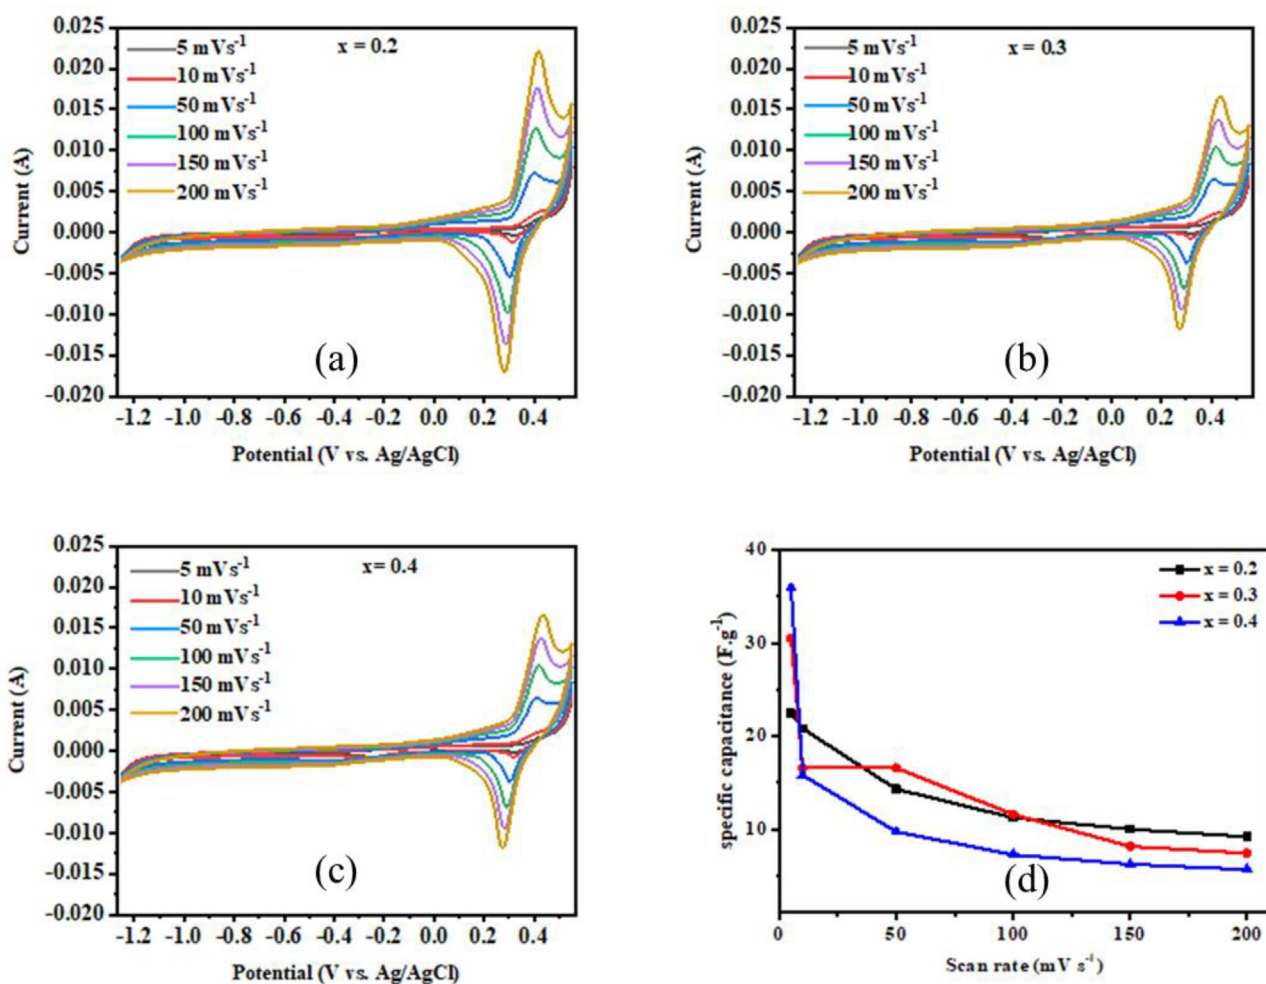 0.025
0.020
0.015
0.010
0.005
0.000
-0.005
-0.010
-0.015
-0.020
Current (A)
5 mVs⁻¹
10 mVs⁻¹
50 mVs⁻¹
100 mVs⁻¹
150 mVs⁻¹
200 mVs⁻¹
x = 0.2
(a)
-1.2 -1.0 -0.8 -0.6 -0.4 -0.2 0.0 0.2 0.4
Potential (V vs. Ag/AgCl)
0.025
0.020
0.015
0.010
0.005
0.000
-0.005
-0.010
-0.015
-0.020
Current (A)
5 mVs⁻¹
10 mVs⁻¹
50 mVs⁻¹
100 mVs⁻¹
150 mVs⁻¹
200 mVs⁻¹
x = 0.3
(b)
-1.2 -1.0 -0.8 -0.6 -0.4 -0.2 0.0 0.2 0.4
Potential (V vs. Ag/AgCl)
0.025
0.020
0.015
0.010
0.005
0.000
-0.005
-0.010
-0.015
-0.020
Current (A)
5 mVs⁻¹
10 mVs⁻¹
50 mVs⁻¹
100 mVs⁻¹
150 mVs⁻¹
200 mVs⁻¹
x= 0.4
(c)
-1.2 -1.0 -0.8 -0.6 -0.4 -0.2 0.0 0.2 0.4
Potential (V vs. Ag/AgCl)
40
30
20
10
specific capacitance (F.g⁻¹)
x = 0.2
x = 0.3
x = 0.4
(d)
0 50 100 150 200
Scan rate (mV s⁻¹)